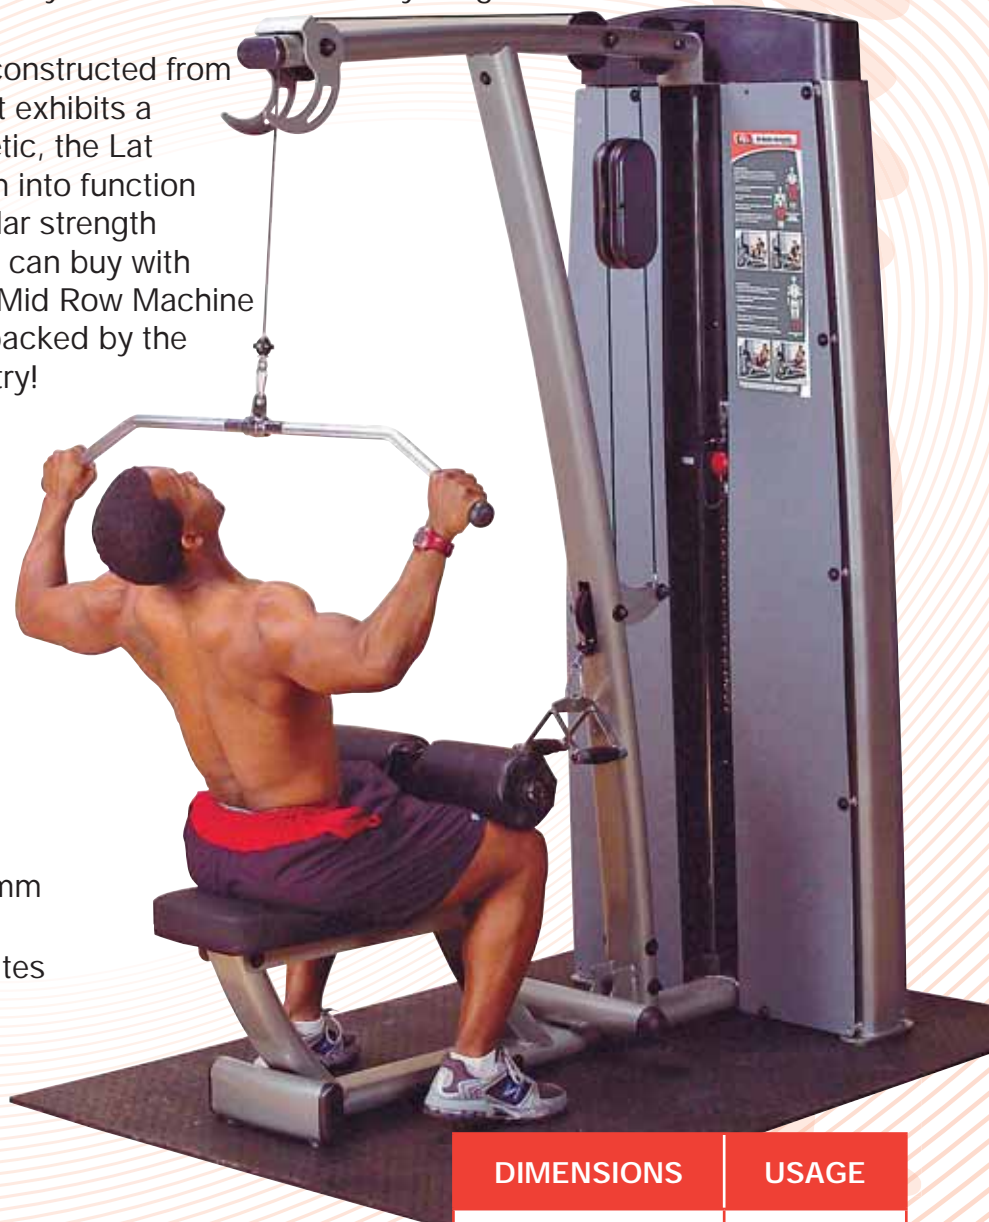 constructed from
t exhibits a
etic, the Lat
n into function
lar strength
can buy with
Mid Row Machine
backed by the
try!
mm
tes
DIMENSIONS
USAGE